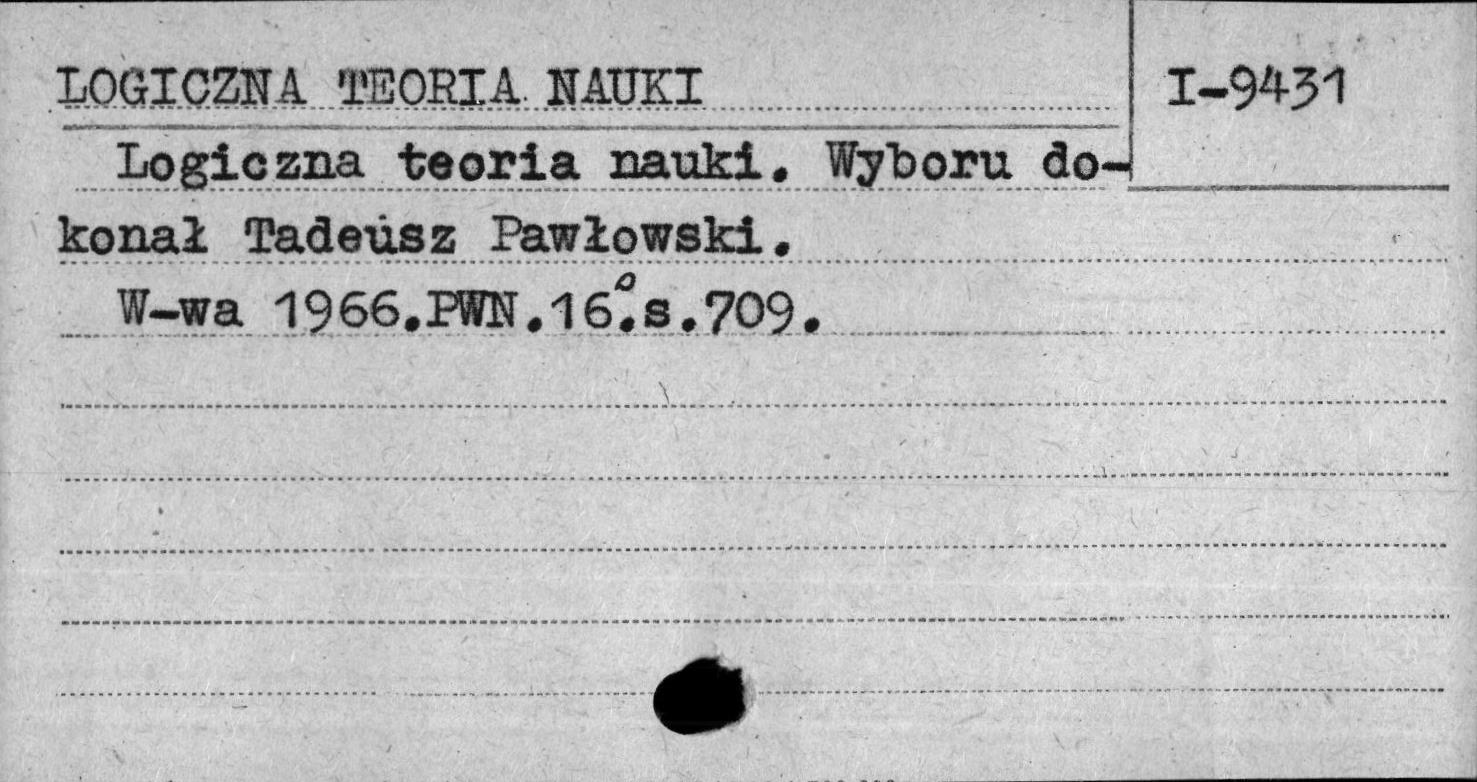 LOGICZNA TEORIA NAUKI
I-9431
Logiczna teoria nauki. Wyboru do-
konał Tadeusz Pawłowski.
W-wa 1966.PWN.16°.s.709.